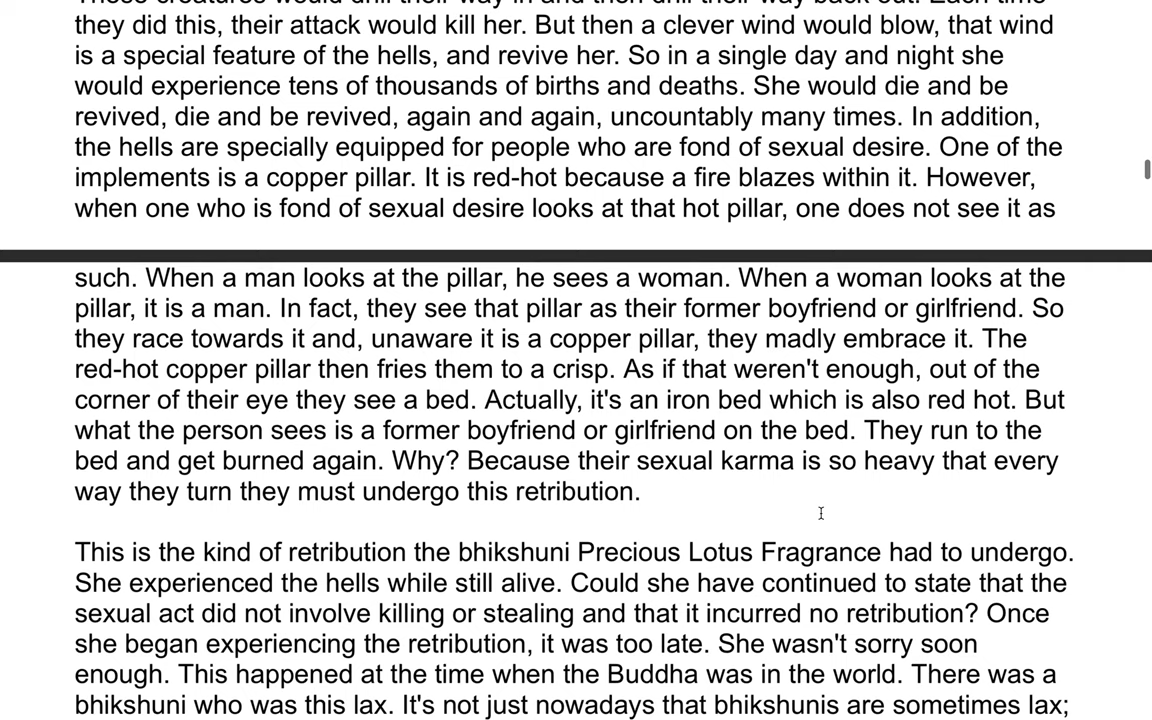 These creatures would drill their way in and then drill their way back out. Each time
they did this, their attack would kill her. But then a clever wind would blow, that wind
is a special feature of the hells, and revive her. So in a single day and night she
would experience tens of thousands of births and deaths. She would die and be
revived, die and be revived, again and again, uncountably many times. In addition,
the hells are specially equipped for people who are fond of sexual desire. One of the
implements is a copper pillar. It is red-hot because a fire blazes within it. However,
when one who is fond of sexual desire looks at that hot pillar, one does not see it as
such. When a man looks at the pillar, he sees a woman. When a woman looks at the
pillar, it is a man. In fact, they see that pillar as their former boyfriend or girlfriend. So
they race towards it and, unaware it is a copper pillar, they madly embrace it. The
red-hot copper pillar then fries them to a crisp. As if that weren't enough, out of the
corner of their eye they see a bed. Actually, it's an iron bed which is also red hot. But
what the person sees is a former boyfriend or girlfriend on the bed. They run to the
bed and get burned again. Why? Because their sexual karma is so heavy that every
way they turn they must undergo this retribution.
This is the kind of retribution the bhikshuni Precious Lotus Fragrance had to undergo.
She experienced the hells while still alive. Could she have continued to state that the
sexual act did not involve killing or stealing and that it incurred no retribution? Once
she began experiencing the retribution, it was too late. She wasn't sorry soon
enough. This happened at the time when the Buddha was in the world. There was a
bhikshuni who was this lax. It's not just nowadays that bhikshunis are sometimes lax;